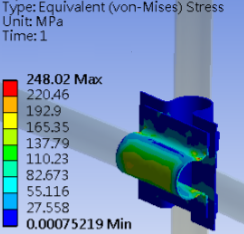 Type: Equivalent (von-Mises) Stress
Unit: MPa
Time: 1
248.02 Max
220.46
192.9
165.35
137.79
110.23
82.673
55.116
27.558
0.00075219 Min